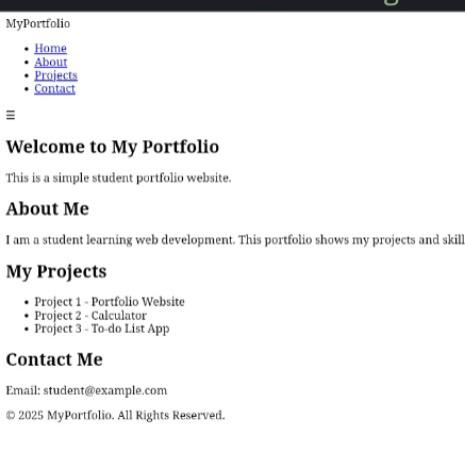 MyPortfolio
• Home
• About
• Projects
• Contact
☰
Welcome to My Portfolio
This is a simple student portfolio website.
About Me
I am a student learning web development. This portfolio shows my projects and skill
My Projects
• Project 1 - Portfolio Website
• Project 2 - Calculator
• Project 3 - To-do List App
Contact Me
Email: student@example.com
© 2025 MyPortfolio. All Rights Reserved.